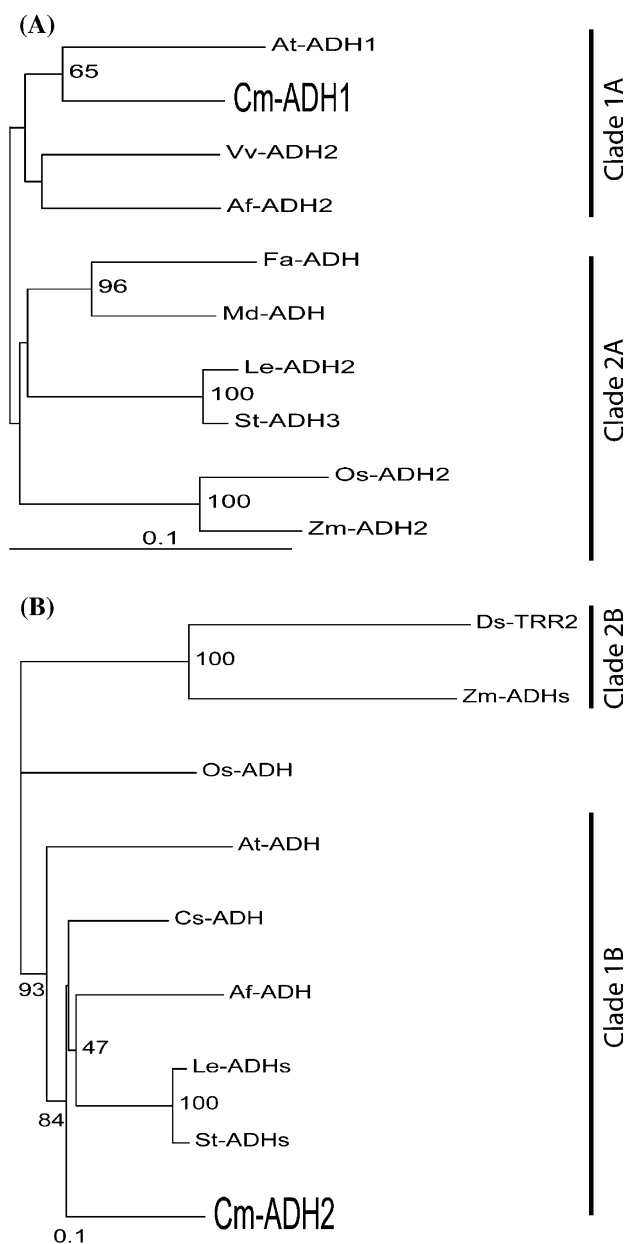 (A)
At-ADH1
65
Cm-ADH1
Vv-ADH2
Af-ADH2
Clade 1A
Fa-ADH
96
Md-ADH
Le-ADH2
100
St-ADH3
Os-ADH2
100
Zm-ADH2
Clade 2A
0.1
(B)
Ds-TRR2
100
Zm-ADHs
Clade 2B
Os-ADH
At-ADH
Cs-ADH
93
Af-ADH
47
Le-ADHs
100
84
St-ADHs
Cm-ADH2
Clade 1B
0.1